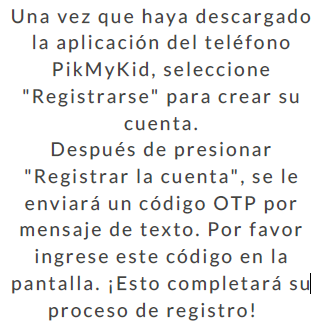 Una vez que haya descargado
la aplicación del teléfono
PikMyKid, seleccione
"Registrarse" para crear su
cuenta.
Después de presionar
"Registrar la cuenta", se le
enviará un código OTP por
mensaje de texto. Por favor
ingrese este código en la
pantalla. ¡Esto completará su
proceso de registro!